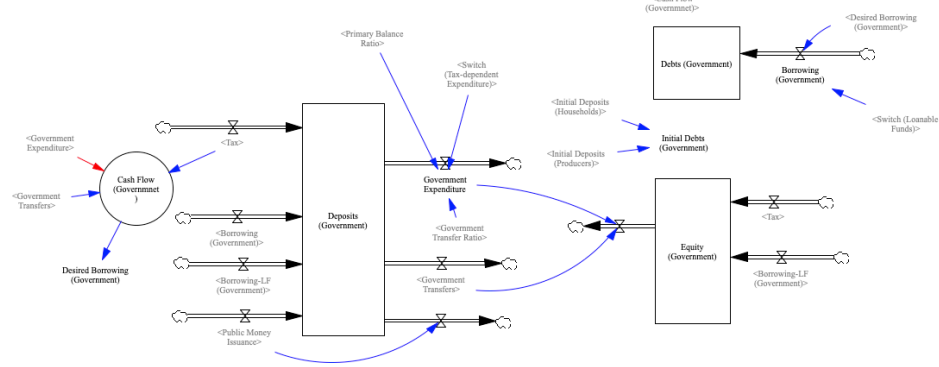 (Government)>
<Primary Balance
Ratio>
<Switch
(Tax-dependent
Expenditure)>
<Desired Borrowing
(Government)>
Debts (Government)
Borrowing
(Government)
<Switch (Loanable
Funds)>
<Initial Deposits
(Households)>
Initial Debts
(Government)
<Initial Deposits
(Producers)>
<Government
Expenditure>
<Tax>
Cash Flow
(Governmnet
)
<Government
Transfers>
Desired Borrowing
(Government)
<Borrowing
(Government)>
<Borrowing-LF
(Government)>
<Public Money
Issuance>
Deposits
(Government)
Government
Expenditure
<Government
Transfer Ratio>
<Government
Transfers>
Equity
(Government)
<Tax>
<Borrowing-LF
(Government)>